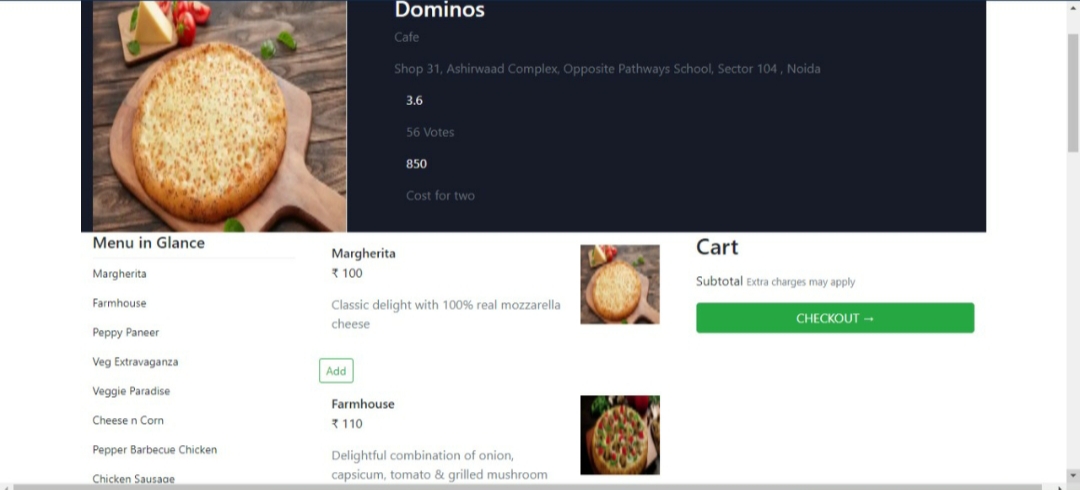 Dominos
Cafe
Shop 31, Ashirwaad Complex, Opposite Pathways School, Sector 104 , Noida
3.6
56 Votes
850
Cost for two
Menu in Glance
Margherita
Farmhouse
Peppy Paneer
Veg Extravaganza
Veggie Paradise
Cheese n Corn
Pepper Barbecue Chicken
Chicken Sausage
Margherita
₹ 100
Classic delight with 100% real mozzarella
cheese
Add
Farmhouse
₹ 110
Delightful combination of onion,
capsicum, tomato & grilled mushroom
Cart
Subtotal Extra charges may apply
CHECKOUT →